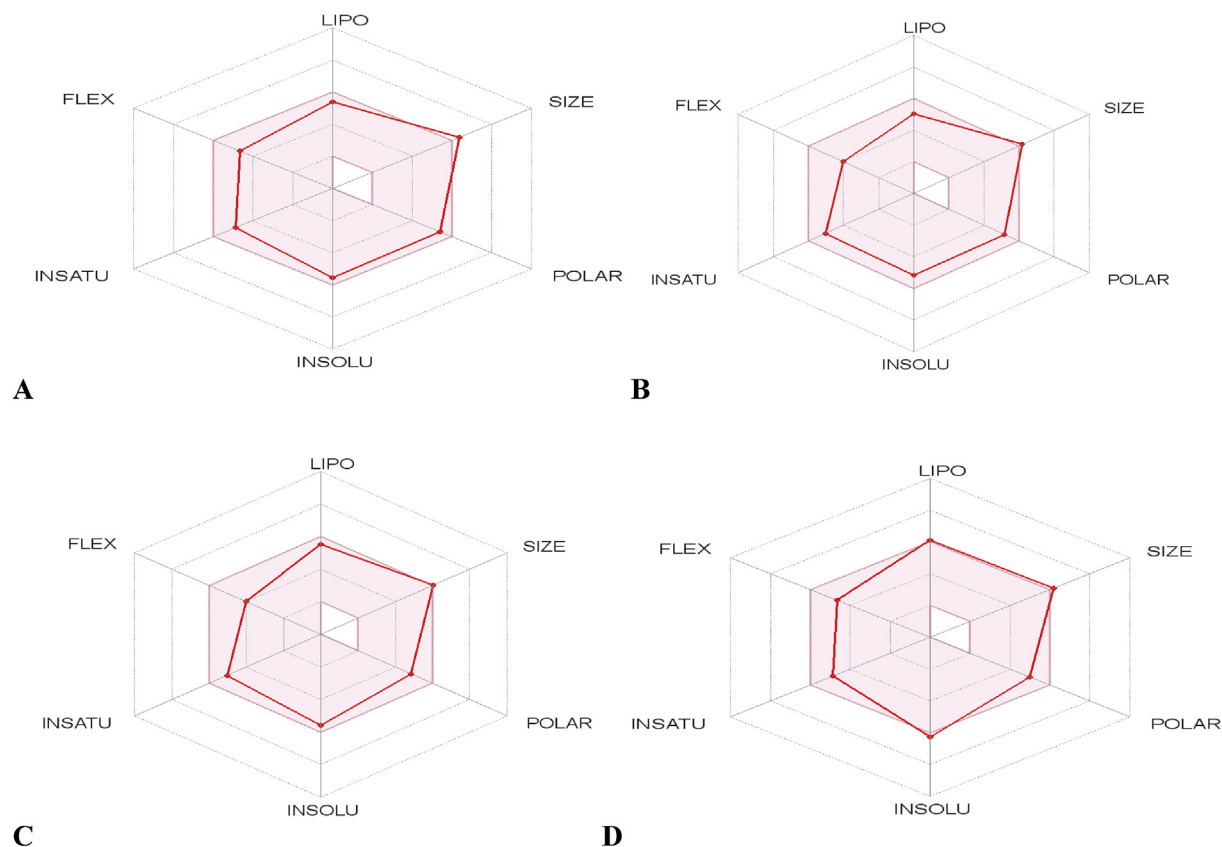 LIPO
FLEX
SIZE
INSATU
POLAR
INSOLU
A
LIPO
FLEX
SIZE
INSATU
POLAR
INSOLU
B
LIPO
FLEX
SIZE
INSATU
POLAR
INSOLU
C
LIPO
FLEX
SIZE
INSATU
POLAR
INSOLU
D